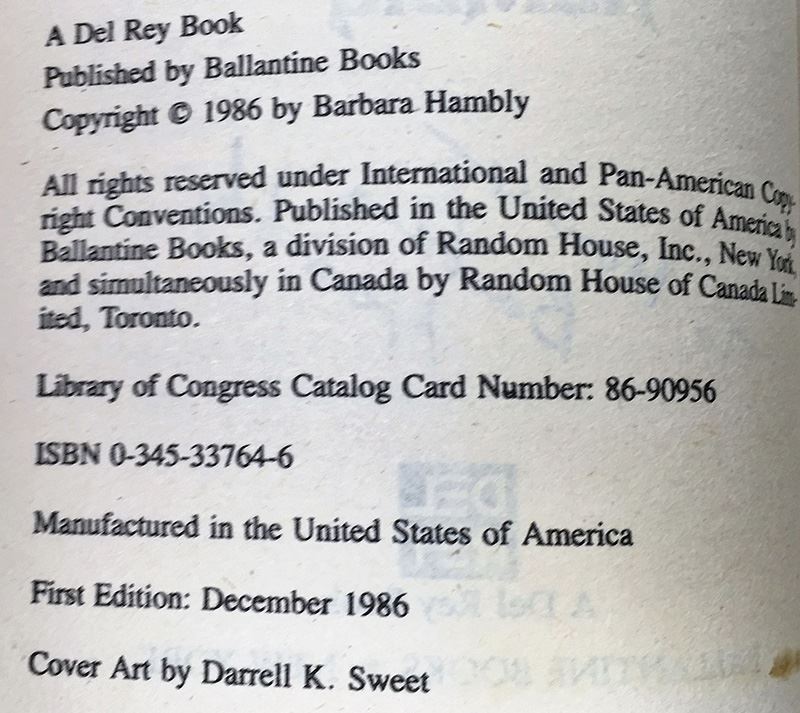 A Del Rey Book
Published by Ballantine Books
Copyright © 1986 by Barbara Hambly
All rights reserved under International and Pan-American Copy-
right Conventions. Published in the United States of America by
Ballantine Books, a division of Random House, Inc., New York,
and simultaneously in Canada by Random House of Canada Lim-
ited, Toronto.
Library of Congress Catalog Card Number: 86-90956
ISBN 0-345-33764-6
Manufactured in the United States of America
First Edition: December 1986
Cover Art by Darrell K. Sweet